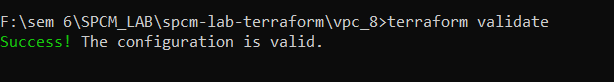 F:\sem 6\SPCM_LAB\spcm-lab-terraform\vpc_8>terraform validate
Success! The configuration is valid.